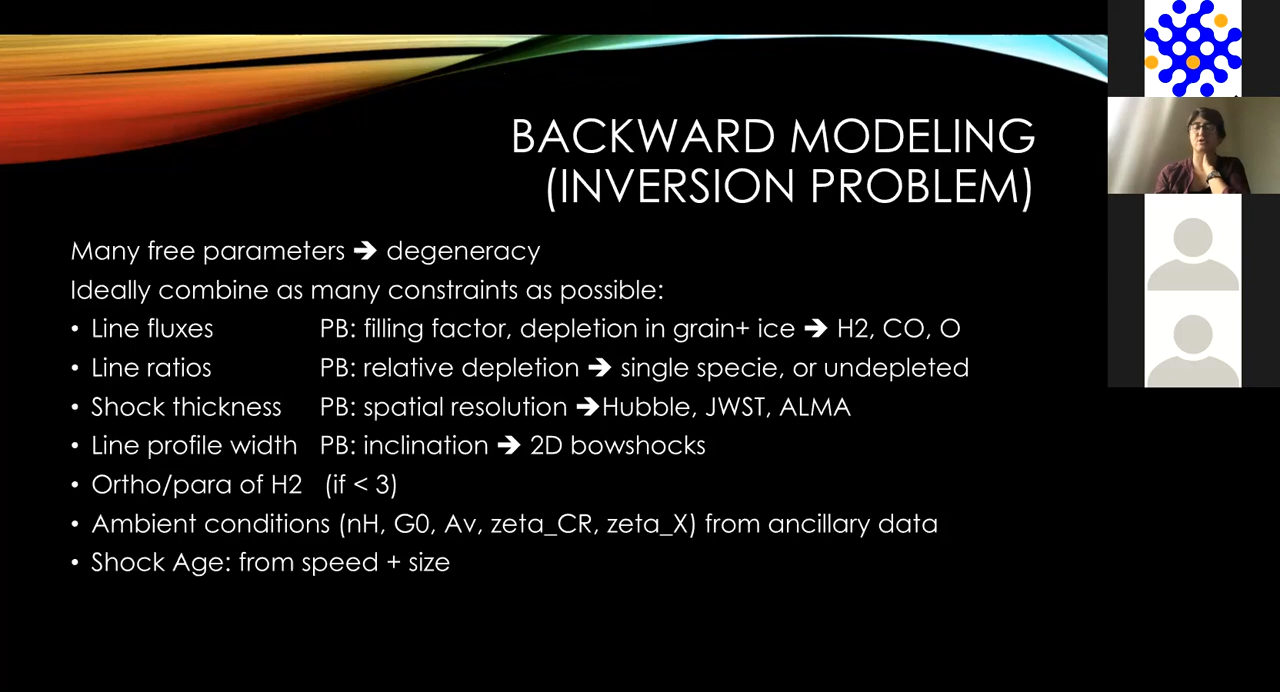 BACKWARD MODELING
(INVERSION PROBLEM)
Many free parameters 🡺 degeneracy
Ideally combine as many constraints as possible:
• Line fluxes PB: filling factor, depletion in grain+ ice 🡺 H2, CO, O
• Line ratios PB: relative depletion 🡺 single specie, or undepleted
• Shock thickness PB: spatial resolution 🡺Hubble, JWST, ALMA
• Line profile width PB: inclination 🡺 2D bowshocks
• Ortho/para of H2 (if < 3)
• Ambient conditions (nH, G0, Av, zeta_CR, zeta_X) from ancillary data
• Shock Age: from speed + size